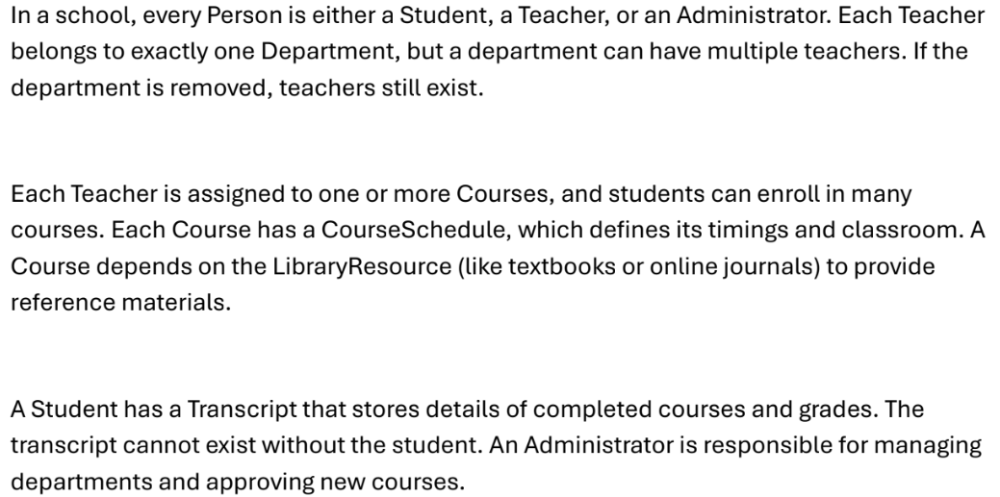 In a school, every Person is either a Student, a Teacher, or an Administrator. Each Teacher
belongs to exactly one Department, but a department can have multiple teachers. If the
department is removed, teachers still exist.
Each Teacher is assigned to one or more Courses, and students can enroll in many
courses. Each Course has a CourseSchedule, which defines its timings and classroom. A
Course depends on the LibraryResource (like textbooks or online journals) to provide
reference materials.
A Student has a Transcript that stores details of completed courses and grades. The
transcript cannot exist without the student. An Administrator is responsible for managing
departments and approving new courses.